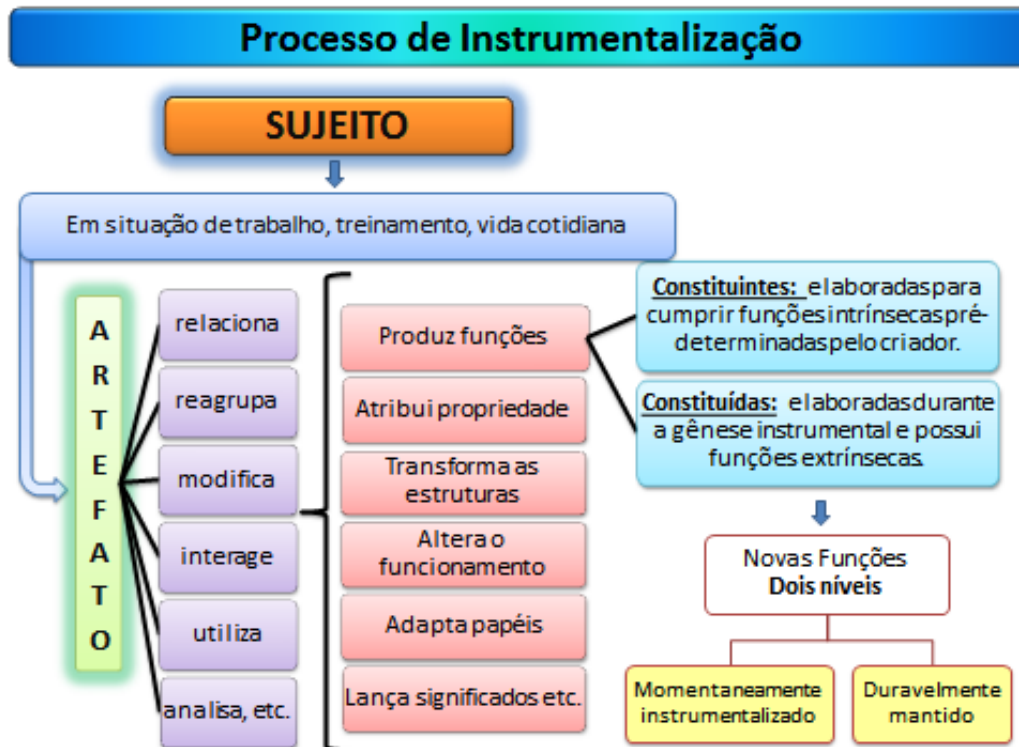 Processo de Instrumentalização
SUJEITO
Em situação de trabalho, treinamento, vida cotidiana
A
R
T
E
F
A
T
O
relaciona
reagrupa
modifica
interage
utiliza
analisa, etc.
Produz funções
Atribui propriedade
Transforma as
estruturas
Altera o
funcionamento
Adapta papéis
Lança significados etc.
Constituintes: elaboradas para
cumprir funções intrínsecas pré-
determinadas pelo criador.
Constituídas: elaboradas durante
a gênese instrumental e possui
funções extrínsecas.
Novas Funções
Dois níveis
Momentaneamente
instrumentalizado
Duravelmente
mantido